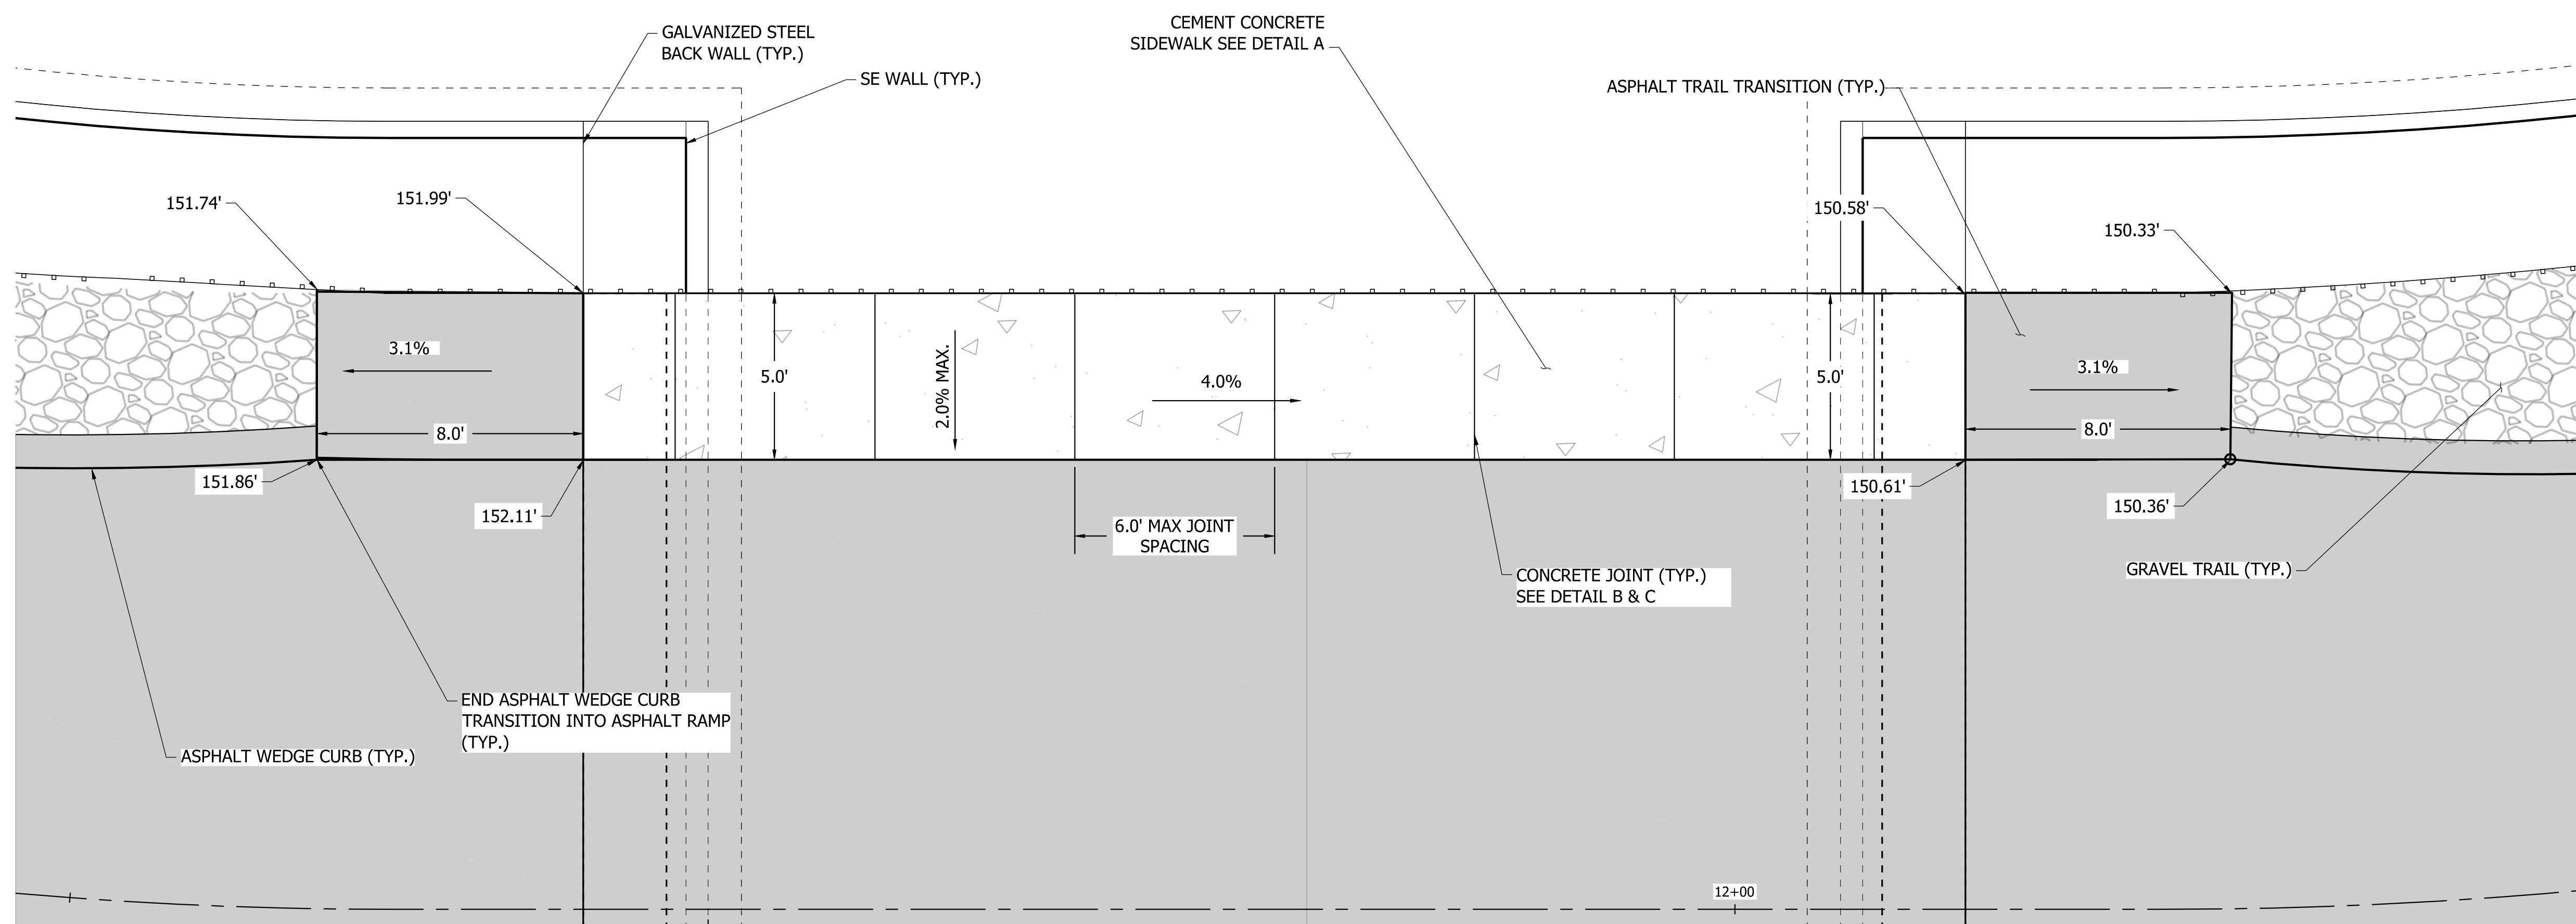 CEMENT CONCRETE
SIDEWALK SEE DETAIL A
GALVANIZED STEEL
BACK WALL (TYP.)
SE WALL (TYP.)
ASPHALT TRAIL TRANSITION (TYP.)
151.74'
151.99'
150.58'
150.33'
3.1%
5.0'
2.0% MAX.
4.0%
5.0'
3.1%
8.0'
8.0'
151.86'
152.11'
150.61'
150.36'
6.0' MAX JOINT
SPACING
CONCRETE JOINT (TYP.)
SEE DETAIL B & C
GRAVEL TRAIL (TYP.)
END ASPHALT WEDGE CURB
TRANSITION INTO ASPHALT RAMP
(TYP.)
ASPHALT WEDGE CURB (TYP.)
12+00